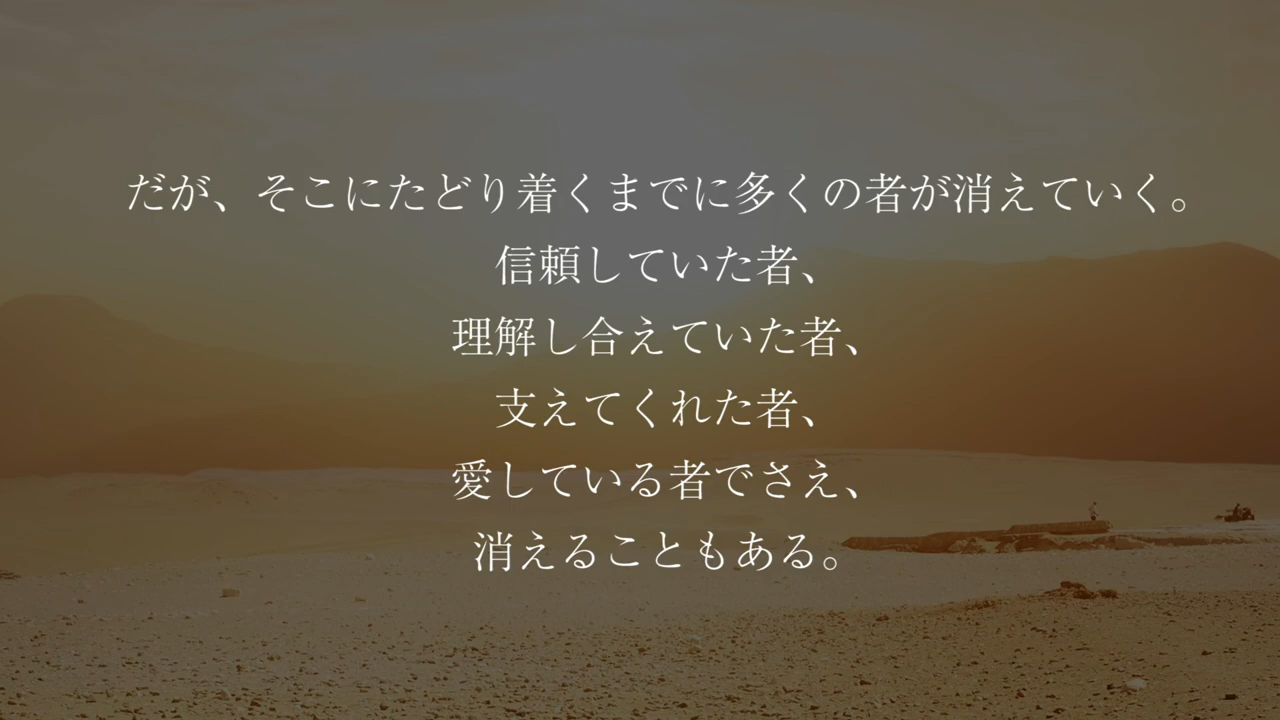 だが、そこにたどり着くまでに多くの者が消えていく。
信頼していた者、
理解し合えていた者、
支えてくれた者、
愛している者でさえ、
消えることもある。